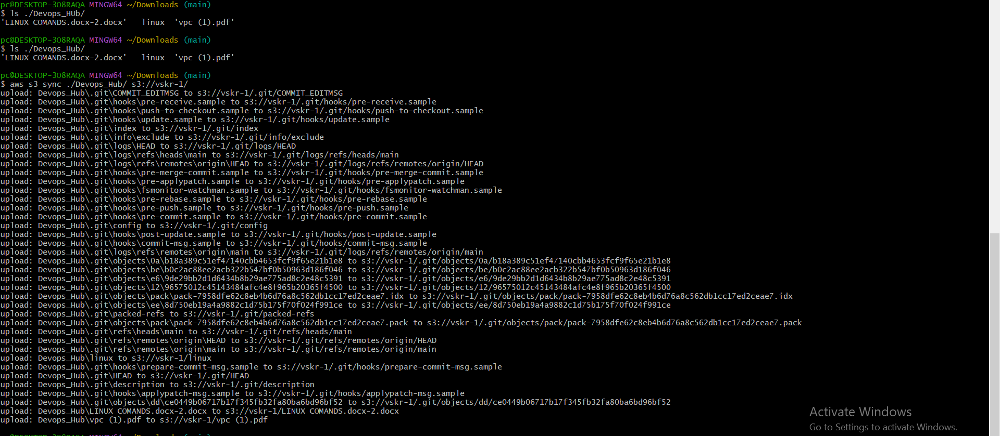 pc@DESKTOP-3O8RAQA MINGW64 ~/Downloads (main)
$ ls ./Devops_HUb/
'LINUX COMANDS.docx-2.docx'   linux  'vpc (1).pdf'
pc@DESKTOP-3O8RAQA MINGW64 ~/Downloads (main)
$ ls ./Devops_Hub/
'LINUX COMANDS.docx-2.docx'   linux  'vpc (1).pdf'
pc@DESKTOP-3O8RAQA MINGW64 ~/Downloads (main)
$ aws s3 sync ./Devops_Hub/ s3://vskr-1/
upload: Devops_Hub\.git\COMMIT_EDITMSG to s3://vskr-1/.git/COMMIT_EDITMSG
upload: Devops_Hub\.git\hooks\pre-receive.sample to s3://vskr-1/.git/hooks/pre-receive.sample
upload: Devops_Hub\.git\hooks\push-to-checkout.sample to s3://vskr-1/.git/hooks/push-to-checkout.sample
upload: Devops_Hub\.git\hooks\update.sample to s3://vskr-1/.git/hooks/update.sample
upload: Devops_Hub\.git\index to s3://vskr-1/.git/index
upload: Devops_Hub\.git\info\exclude to s3://vskr-1/.git/info/exclude
upload: Devops_Hub\.git\logs\HEAD to s3://vskr-1/.git/logs/HEAD
upload: Devops_Hub\.git\logs\refs\heads\main to s3://vskr-1/.git/logs/refs/heads/main
upload: Devops_Hub\.git\logs\refs\remotes\origin\HEAD to s3://vskr-1/.git/logs/refs/remotes/origin/HEAD
upload: Devops_Hub\.git\hooks\pre-merge-commit.sample to s3://vskr-1/.git/hooks/pre-merge-commit.sample
upload: Devops_Hub\.git\hooks\pre-applypatch.sample to s3://vskr-1/.git/hooks/pre-applypatch.sample
upload: Devops_Hub\.git\hooks\fsmonitor-watchman.sample to s3://vskr-1/.git/hooks/fsmonitor-watchman.sample
upload: Devops_Hub\.git\hooks\pre-rebase.sample to s3://vskr-1/.git/hooks/pre-rebase.sample
upload: Devops_Hub\.git\hooks\pre-push.sample to s3://vskr-1/.git/hooks/pre-push.sample
upload: Devops_Hub\.git\hooks\pre-commit.sample to s3://vskr-1/.git/hooks/pre-commit.sample
upload: Devops_Hub\.git\config to s3://vskr-1/.git/config
upload: Devops_Hub\.git\hooks\post-update.sample to s3://vskr-1/.git/hooks/post-update.sample
upload: Devops_Hub\.git\hooks\commit-msg.sample to s3://vskr-1/.git/hooks/commit-msg.sample
upload: Devops_Hub\.git\logs\refs\remotes\origin\main to s3://vskr-1/.git/logs/refs/remotes/origin/main
upload: Devops_Hub\.git\objects\0a\b18a389c51ef47140cbb4653fcf9f65e21b1e8 to s3://vskr-1/.git/objects/0a/b18a389c51ef47140cbb4653fcf9f65e21b1e8
upload: Devops_Hub\.git\objects\be\b0c2ac88ee2acb322b547bf0b50963d186f046 to s3://vskr-1/.git/objects/be/b0c2ac88ee2acb322b547bf0b50963d186f046
upload: Devops_Hub\.git\objects\e6\9de29bb2d1d6434b8b29ae775ad8c2e48c5391 to s3://vskr-1/.git/objects/e6/9de29bb2d1d6434b8b29ae775ad8c2e48c5391
upload: Devops_Hub\.git\objects\12\96575012c45143484afc4e8f965b20365f4500 to s3://vskr-1/.git/objects/12/96575012c45143484afc4e8f965b20365f4500
upload: Devops_Hub\.git\objects\pack\pack-7958dfe62c8eb4b6d76a8c562db1cc17ed2ceae7.idx to s3://vskr-1/.git/objects/pack/pack-7958dfe62c8eb4b6d76a8c562db1cc17ed2ceae7.idx
upload: Devops_Hub\.git\objects\ee\8d750eb19a4a9882c1d75b175f70f024f991ce to s3://vskr-1/.git/objects/ee/8d750eb19a4a9882c1d75b175f70f024f991ce
upload: Devops_Hub\.git\packed-refs to s3://vskr-1/.git/packed-refs
upload: Devops_Hub\.git\objects\pack\pack-7958dfe62c8eb4b6d76a8c562db1cc17ed2ceae7.pack to s3://vskr-1/.git/objects/pack/pack-7958dfe62c8eb4b6d76a8c562db1cc17ed2ceae7.pack
upload: Devops_Hub\.git\refs\heads\main to s3://vskr-1/.git/refs/heads/main
upload: Devops_Hub\.git\refs\remotes\origin\HEAD to s3://vskr-1/.git/refs/remotes/origin/HEAD
upload: Devops_Hub\.git\refs\remotes\origin\main to s3://vskr-1/.git/refs/remotes/origin/main
upload: Devops_Hub\linux to s3://vskr-1/linux
upload: Devops_Hub\.git\hooks\prepare-commit-msg.sample to s3://vskr-1/.git/hooks/prepare-commit-msg.sample
upload: Devops_Hub\.git\HEAD to s3://vskr-1/.git/HEAD
upload: Devops_Hub\.git\description to s3://vskr-1/.git/description
upload: Devops_Hub\.git\hooks\applypatch-msg.sample to s3://vskr-1/.git/hooks/applypatch-msg.sample
upload: Devops_Hub\.git\objects\dd\ce0449b06717b17f345fb32fa80ba6bd96bf52 to s3://vskr-1/.git/objects/dd/ce0449b06717b17f345fb32fa80ba6bd96bf52
upload: Devops_Hub\LINUX COMANDS.docx-2.docx to s3://vskr-1/LINUX COMANDS.docx-2.docx
upload: Devops_Hub\vpc (1).pdf to s3://vskr-1/vpc (1).pdf
Activate Windows
Go to Settings to activate Windows.